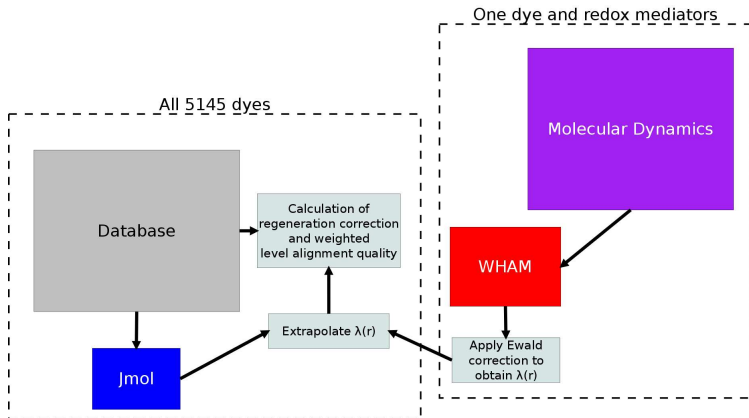 One dye and redox mediators
Molecular Dynamics
All 5145 dyes
Database
Calculation of
regeneration correction
and weighted
level alignment quality
WHAM
Extrapolate λ(r)
Apply Ewald
correction to
obtain λ(r)
Jmol